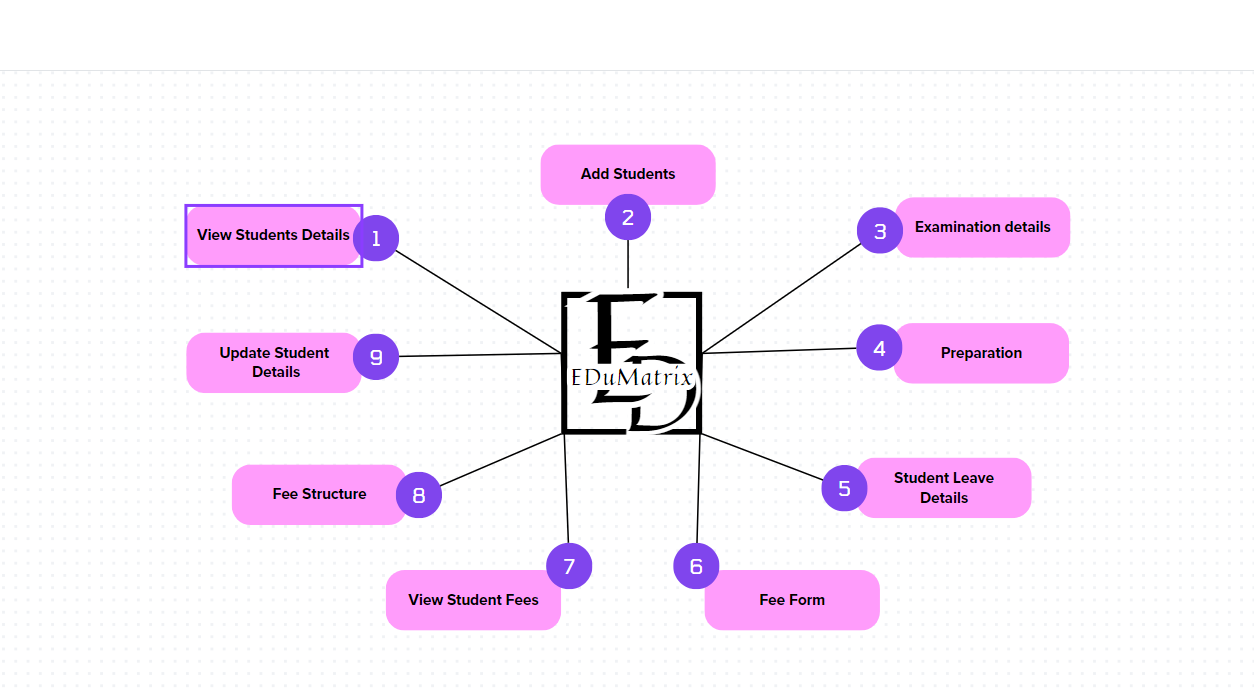 Add Students
2
View Students Details
1
3
Examination details
Update Student
Details
9
4
Preparation
ED
EDuMatrix
Fee Structure
8
5
Student Leave
Details
7
View Student Fees
6
Fee Form